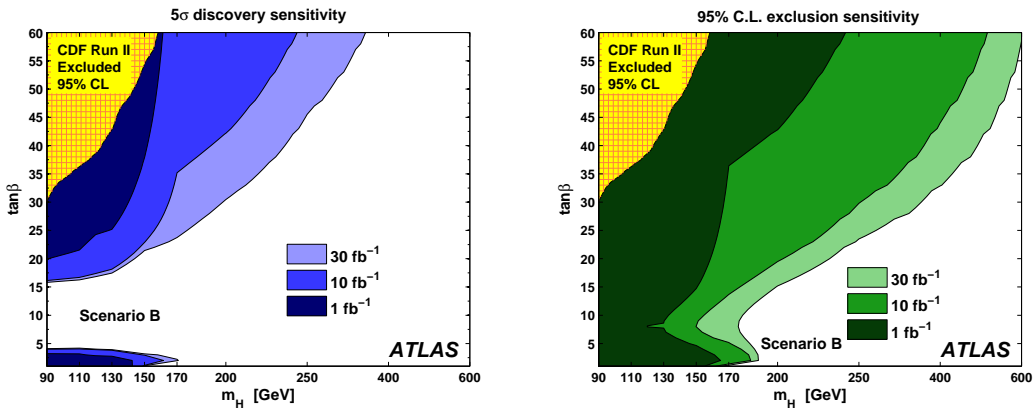 5σ discovery sensitivity
60
55
50
45
40
35
30
25
20
15
10
5
tanβ
CDF Run II
Excluded
95% CL
30 fb⁻¹
10 fb⁻¹
1 fb⁻¹
Scenario B
ATLAS
90 110 130 150 170 200 250 400 600
m_H [GeV]
95% C.L. exclusion sensitivity
60
55
50
45
40
35
30
25
20
15
10
5
tanβ
CDF Run II
Excluded
95% CL
30 fb⁻¹
10 fb⁻¹
1 fb⁻¹
Scenario B
ATLAS
90 110 130 150 170 200 250 400 600
m_H [GeV]